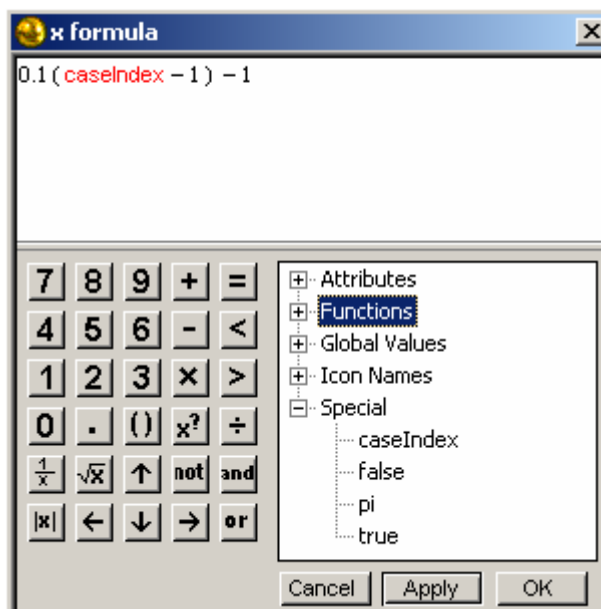 x formula
0.1 ( caseIndex − 1 ) − 1
7 8 9 + =
4 5 6 - <
1 2 3 × >
0 . ( ) x? ÷
1/x √x ↑ not and
|x| ← ↓ → or
Attributes
Functions
Global Values
Icon Names
Special
caseIndex
false
pi
true
Cancel Apply OK